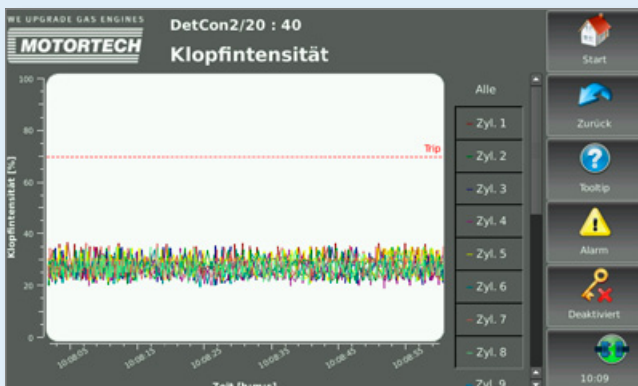 WE UPGRADE GAS ENGINES
MOTORTECH
DetCon2/20 : 40
Klopfintensität
Start
Zurück
Tooltip
Alarm
Deaktiviert
10:09
Klopfintensität [%]
100
80
60
40
20
0
Trip
10:08:05
10:08:15
10:08:25
10:08:35
10:08:45
10:08:55
Alle
Zyl. 1
Zyl. 2
Zyl. 3
Zyl. 4
Zyl. 5
Zyl. 6
Zyl. 7
Zyl. 8
Zyl. 9